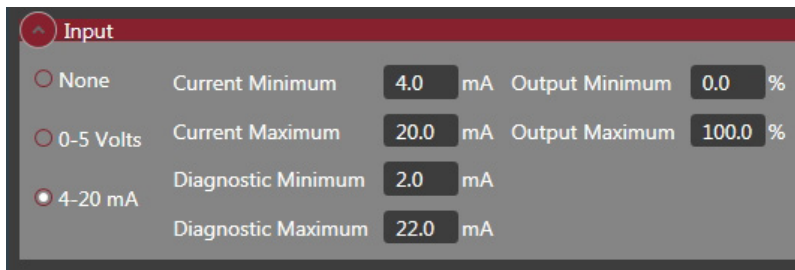 Input
None
Current Minimum 4.0 mA Output Minimum 0.0 %
0-5 Volts
Current Maximum 20.0 mA Output Maximum 100.0 %
4-20 mA
Diagnostic Minimum 2.0 mA
Diagnostic Maximum 22.0 mA